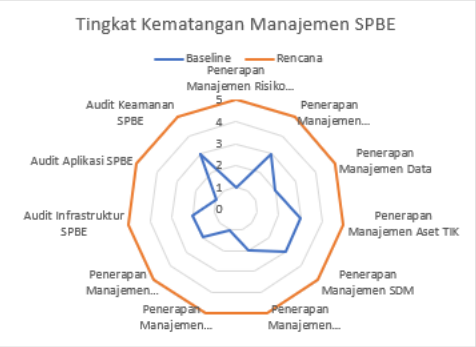 Tingkat Kematangan Manajemen SPBE
Baseline
Rencana
Penerapan
Manajemen Risiko...
Penerapan
Manajemen...
Penerapan
Manajemen Data
Penerapan
Manajemen Aset TIK
Penerapan
Manajemen SDM
Penerapan
Manajemen...
Penerapan
Manajemen...
Penerapan
Manajemen...
Audit Infrastruktur
SPBE
Audit Aplikasi SPBE
Audit Keamanan
SPBE
5
4
3
2
1
0